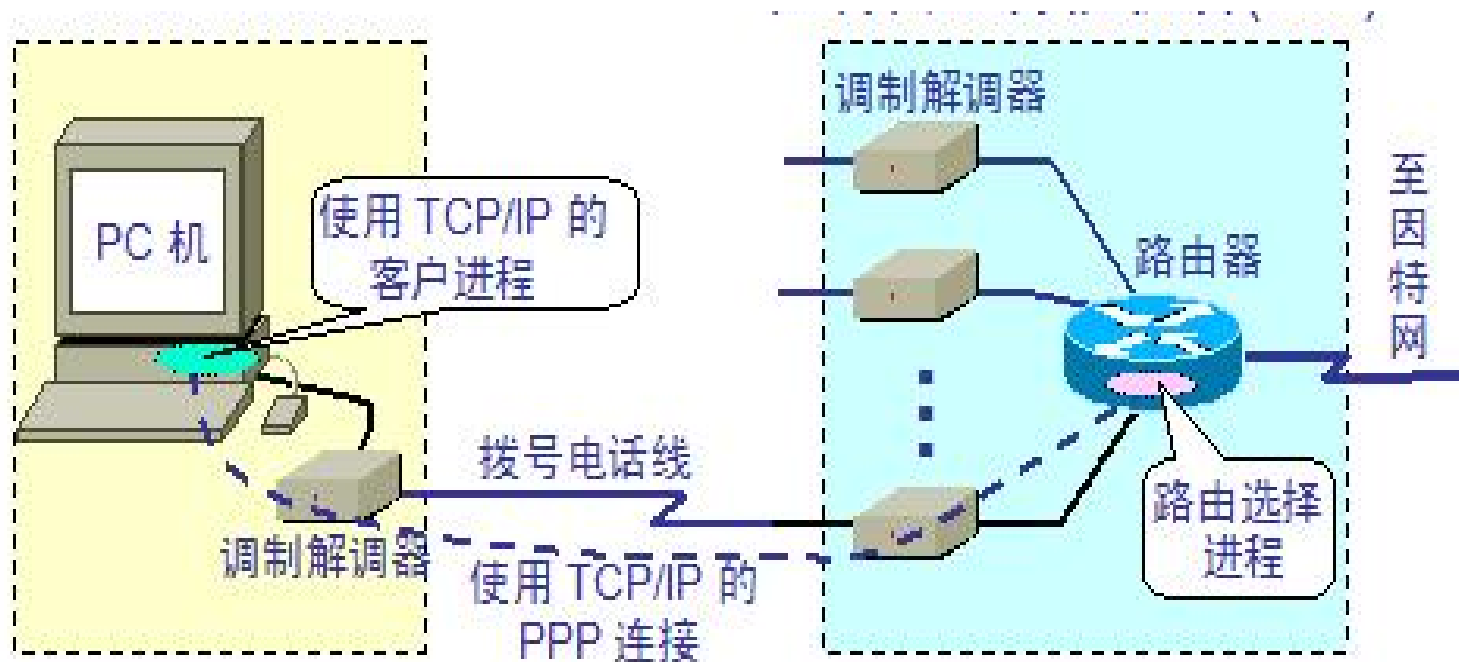 调制解调器
PC 机
使用 TCP/IP 的
客户进程
路由器
至
因
特
网
拨号电话线
调制解调器
使用 TCP/IP 的
PPP 连接
路由选择
进程